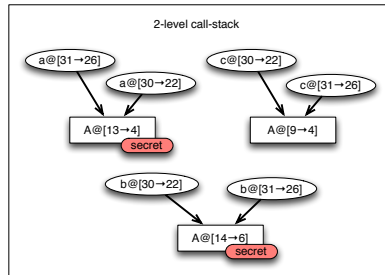 2-level call-stack
a@[31→26]
c@[30→22]
a@[30→22]
c@[31→26]
A@[13→4]
A@[9→4]
secret
b@[30→22]
b@[31→26]
A@[14→6]
secret